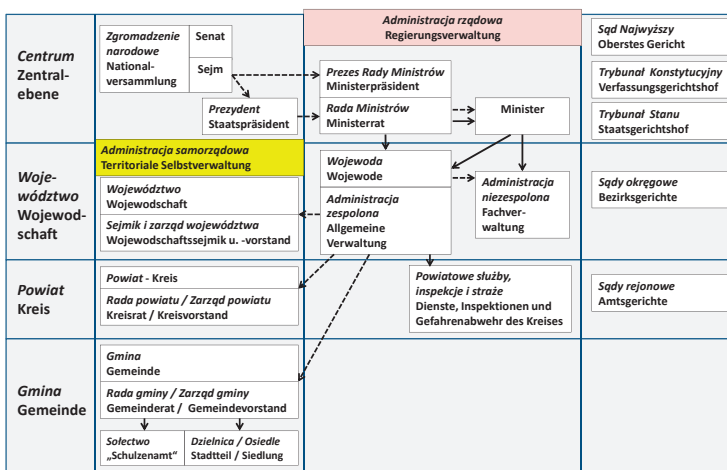 Administracja rządowa
Regierungsverwaltung
Centrum
Zentral-
ebene
Zgromadzenie
narodowe
National-
versammlung
Senat
Sejm
Prezydent
Staatspräsident
Prezes Rady Ministrów
Ministerpräsident
Rada Ministrów
Ministerrat
Minister
Sąd Najwyższy
Oberstes Gericht
Trybunał Konstytucyjny
Verfassungsgerichtshof
Trybunał Stanu
Staatsgerichtshof
Administracja samorządowa
Territoriale Selbstverwaltung
Woje-
wództwo
Wojewod-
schaft
Województwo
Wojewodschaft
Sejmik i zarząd województwa
Wojewodschaftssejmik u. -vorstand
Wojewoda
Wojewode
Administracja
zespolona
Allgemeine
Verwaltung
Administracja
niezespolona
Fachver-
waltung
Sądy okręgowe
Bezirksgerichte
Powiat
Kreis
Powiat - Kreis
Rada powiatu / Zarząd powiatu
Kreisrat / Kreisvorstand
Powiatowe służby,
inspekcje i straże
Dienste, Inspektionen und
Gefahrenabwehr des Kreises
Sądy rejonowe
Amtsgerichte
Gmina
Gemeinde
Gmina
Gemeinde
Rada gminy / Zarząd gminy
Gemeinderat / Gemeindevorstand
Sołectwo
„Schulzenamt“
Dzielnica / Osiedle
Stadtteil / Siedlung